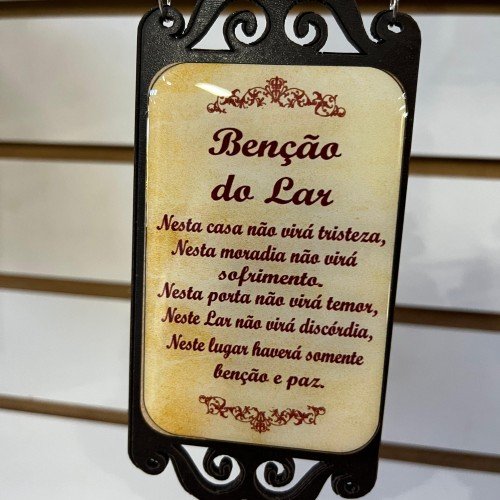 Benção
do Lar
Nesta casa não virá tristeza,
Nesta moradia não virá
sofrimento.
Nesta porta não virá temor,
Neste Lar não virá discórdia,
Neste lugar haverá somente
benção e paz.